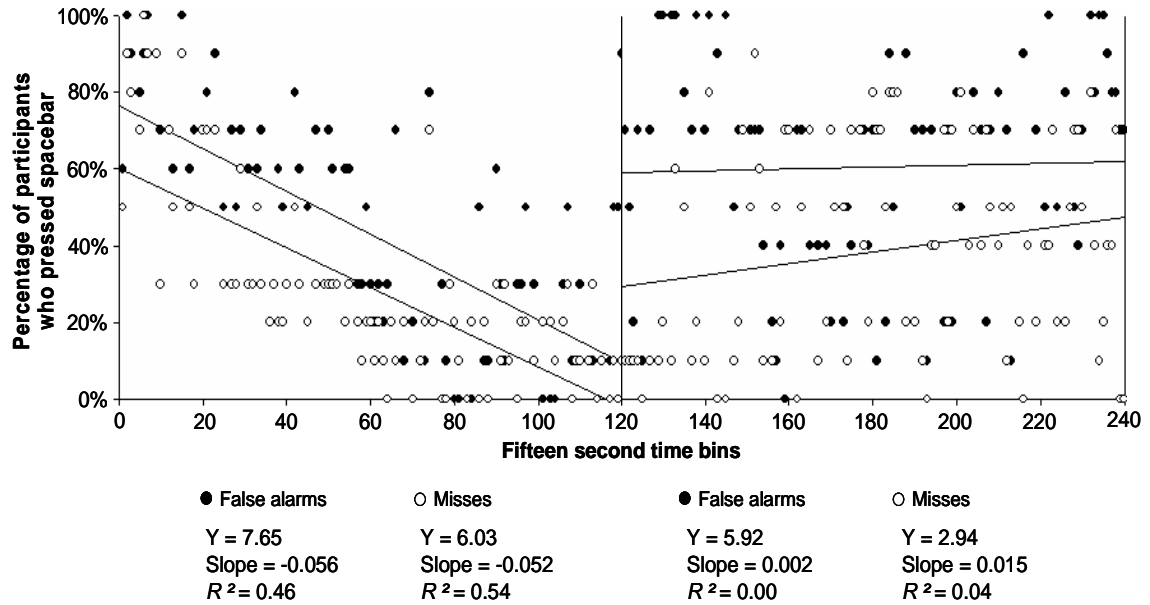 Percentage of participants
who pressed spacebar
100%
80%
60%
40%
20%
0%
0 20 40 60 80 100 120 140 160 180 200 220 240
Fifteen second time bins
False alarms Misses False alarms Misses
Y = 7.65 Y = 6.03 Y = 5.92 Y = 2.94
Slope = -0.056 Slope = -0.052 Slope = 0.002 Slope = 0.015
R² = 0.46 R² = 0.54 R² = 0.00 R² = 0.04